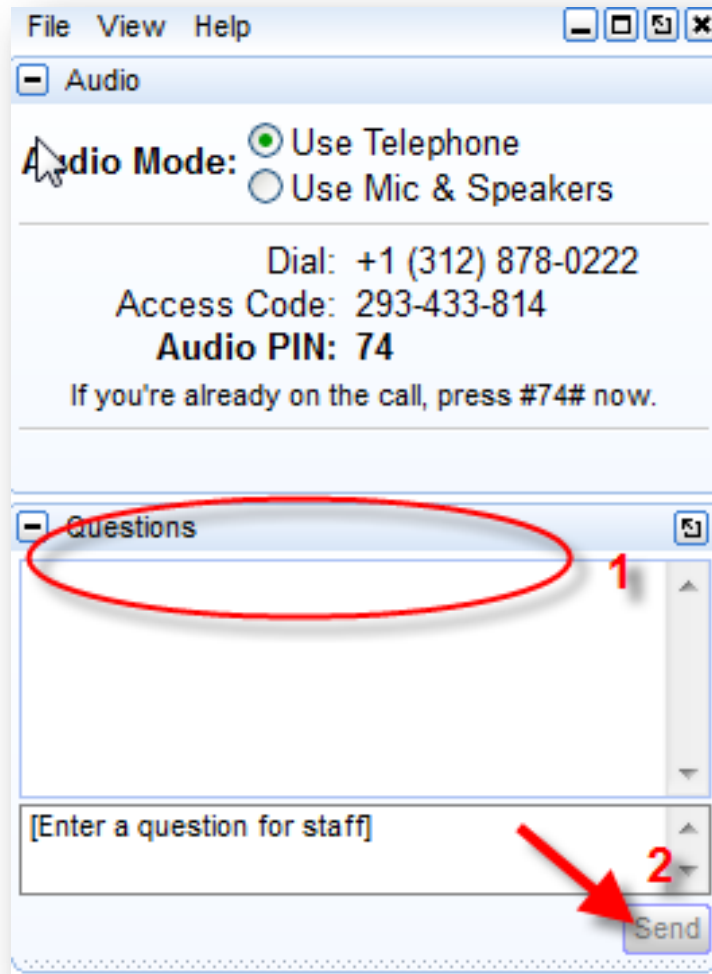 File View Help
Audio
Audio Mode:
Use Telephone
Use Mic & Speakers
Dial: +1 (312) 878-0222
Access Code: 293-433-814
Audio PIN: 74
If you're already on the call, press #74# now.
Questions
1
[Enter a question for staff]
2
Send